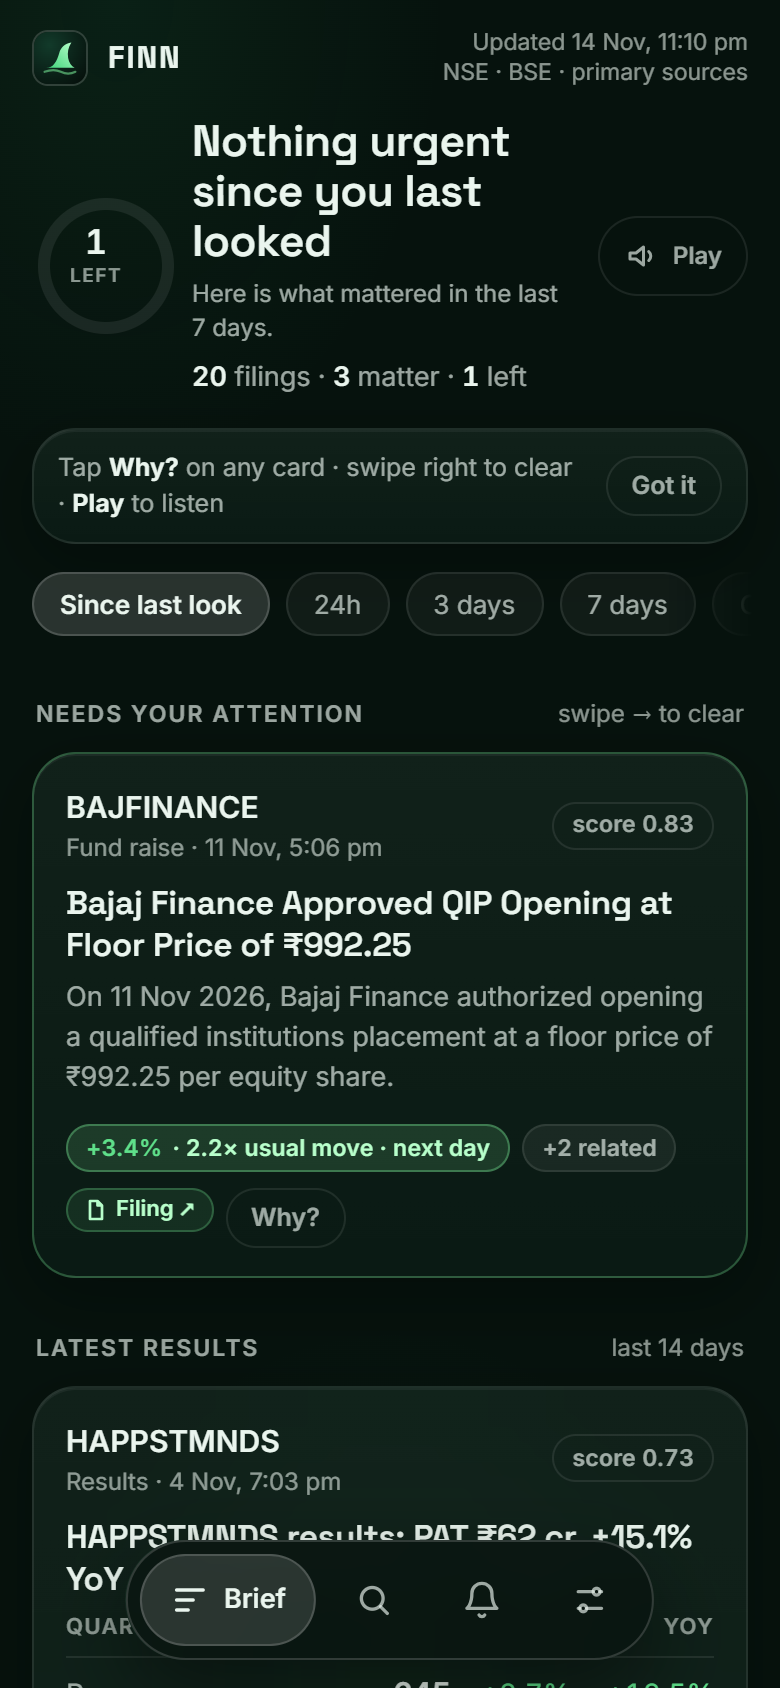 FINN
Updated 14 Nov, 11:10 pm
NSE · BSE · primary sources
1
LEFT
Nothing urgent
since you last
looked
Here is what mattered in the last
7 days.
20 filings · 3 matter · 1 left
Play
Tap Why? on any card · swipe right to clear
· Play to listen
Got it
Since last look
24h
3 days
7 days
NEEDS YOUR ATTENTION
swipe → to clear
BAJFINANCE
Fund raise · 11 Nov, 5:06 pm
score 0.83
Bajaj Finance Approved QIP Opening at
Floor Price of ₹992.25
On 11 Nov 2026, Bajaj Finance authorized opening
a qualified institutions placement at a floor price of
₹992.25 per equity share.
+3.4% · 2.2× usual move · next day
+2 related
Filing ↗
Why?
LATEST RESULTS
last 14 days
HAPPSTMNDS
Results · 4 Nov, 7:03 pm
score 0.73
HAPPSTMNDS results: PAT ₹62 cr, +15.1%
YoY
Brief
YOY